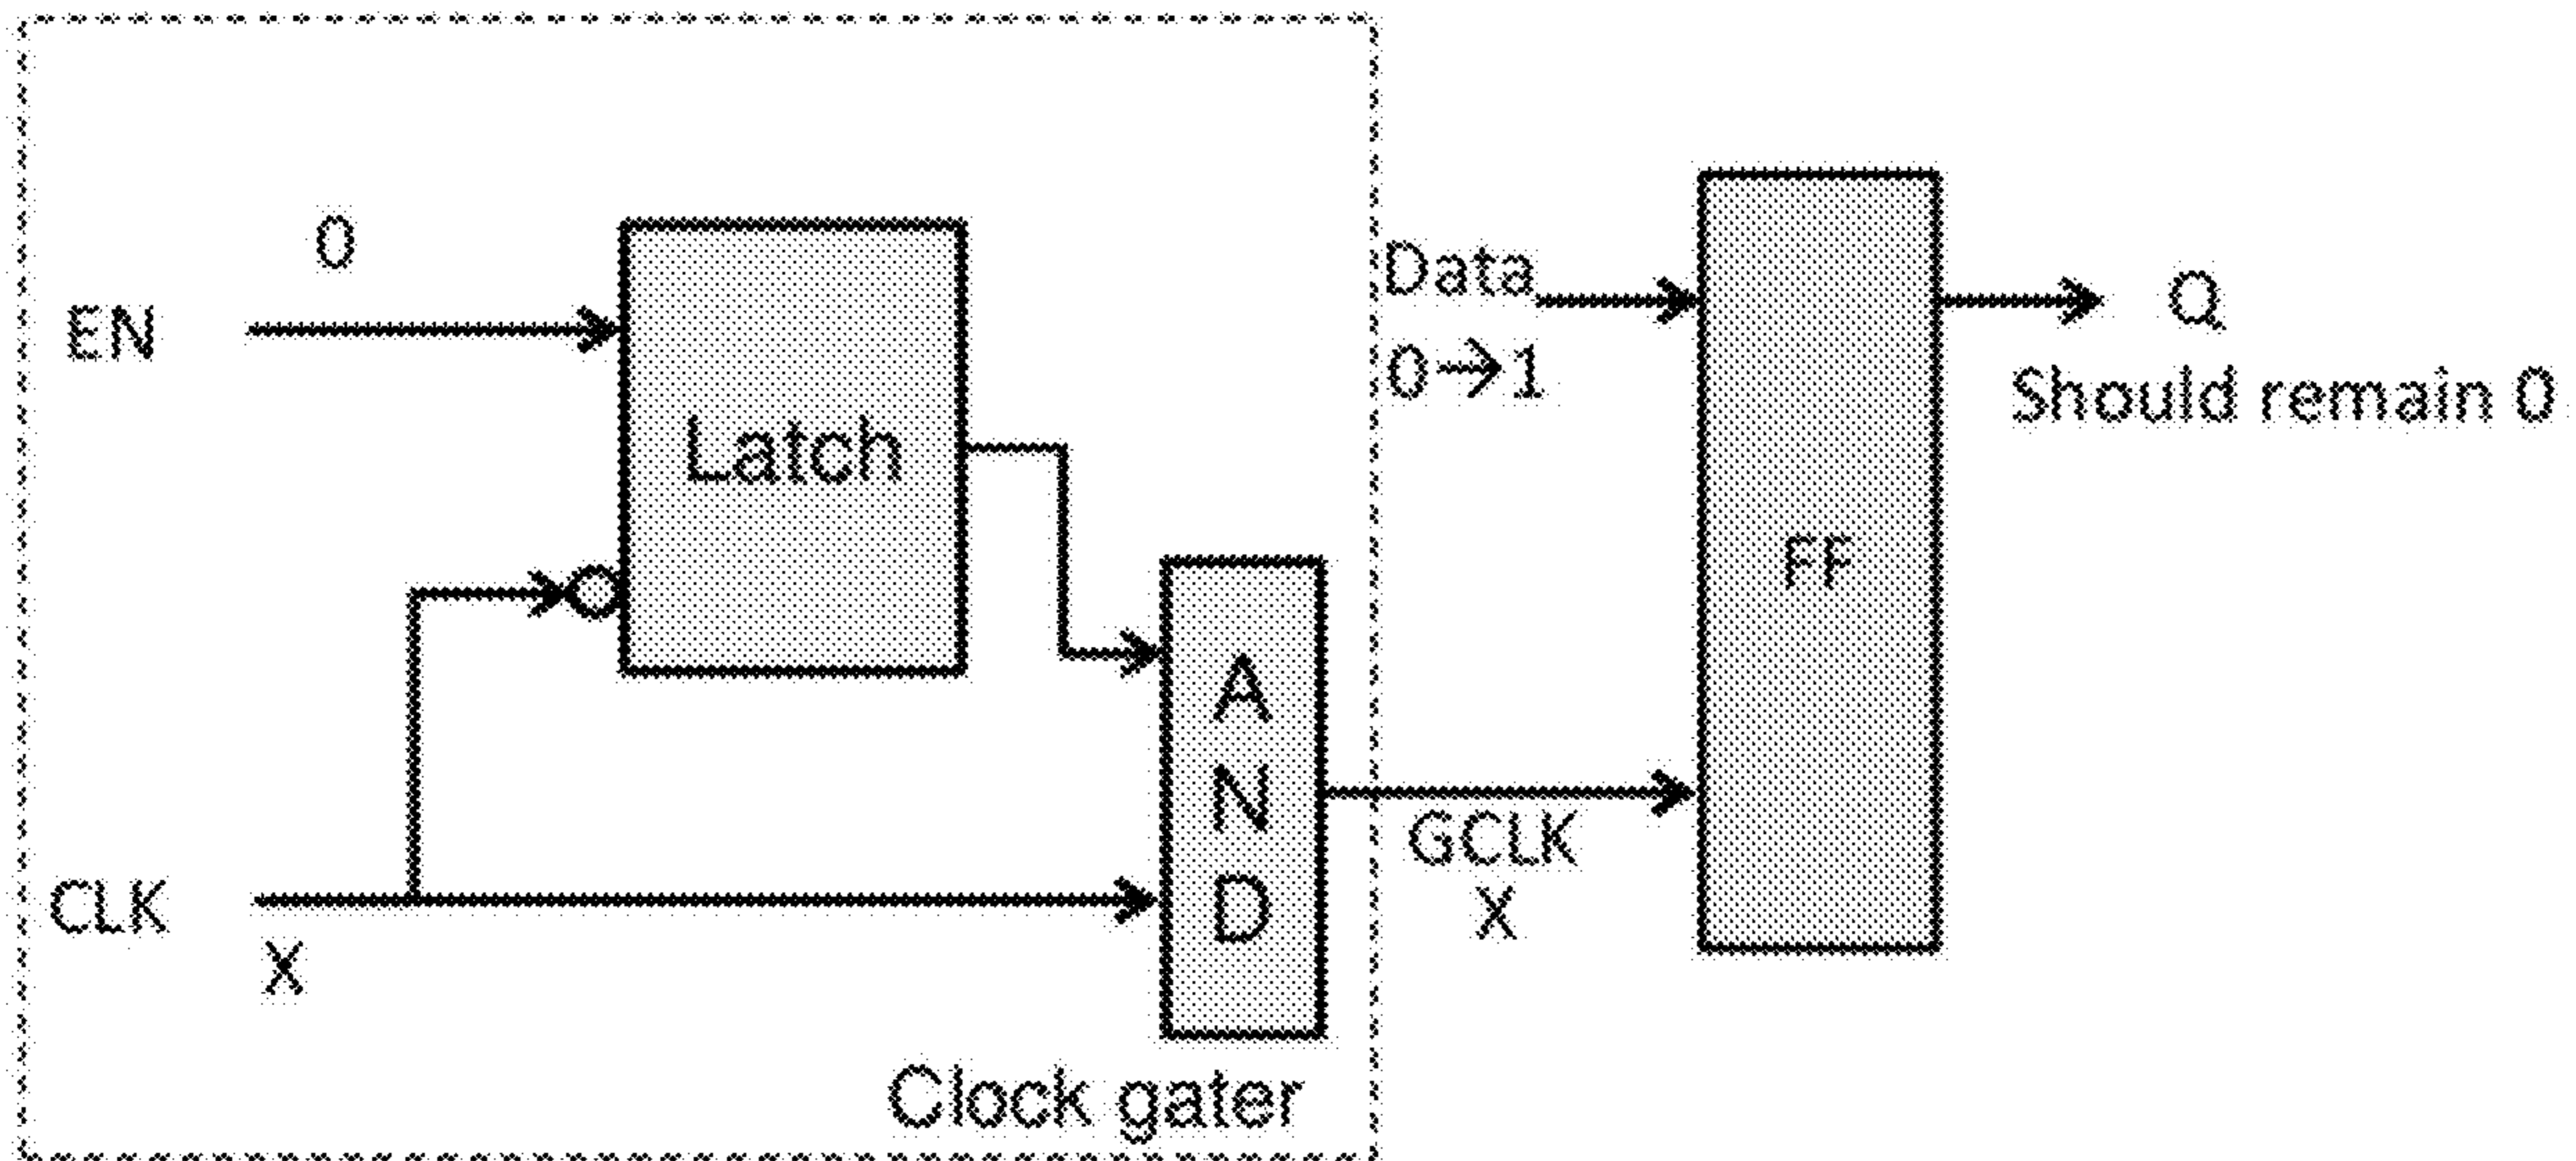 0
EN
Latch
CLK
X
A
N
D
Clock gater
Data
0→1
GCLK
X
FF
Q
Should remain 0